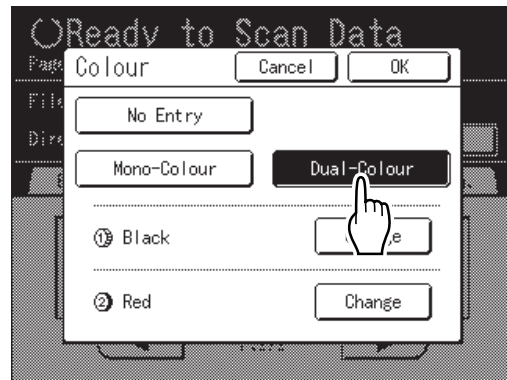 Ready to Scan Data
Colour Cancel OK
No Entry
Mono-Colour Dual-Colour
① Black
② Red Change